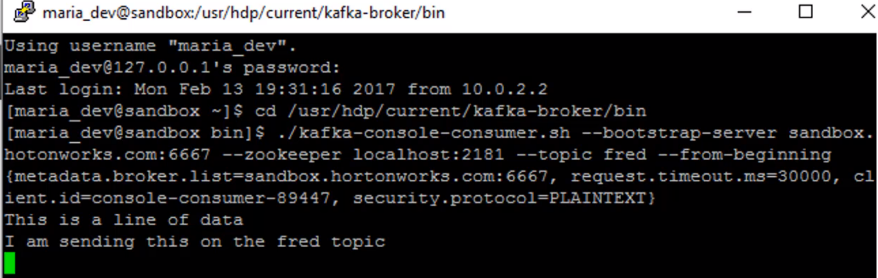 maria_dev@sandbox:/usr/hdp/current/kafka-broker/bin
Using username "maria_dev".
maria_dev@127.0.0.1's password:
Last login: Mon Feb 13 19:31:16 2017 from 10.0.2.2
[maria_dev@sandbox ~]$ cd /usr/hdp/current/kafka-broker/bin
[maria_dev@sandbox bin]$ ./kafka-console-consumer.sh --bootstrap-server sandbox.
hotonworks.com:6667 --zookeeper localhost:2181 --topic fred --from-beginning
{metadata.broker.list=sandbox.hortonworks.com:6667, request.timeout.ms=30000, cl
ient.id=console-consumer-89447, security.protocol=PLAINTEXT}
This is a line of data
I am sending this on the fred topic